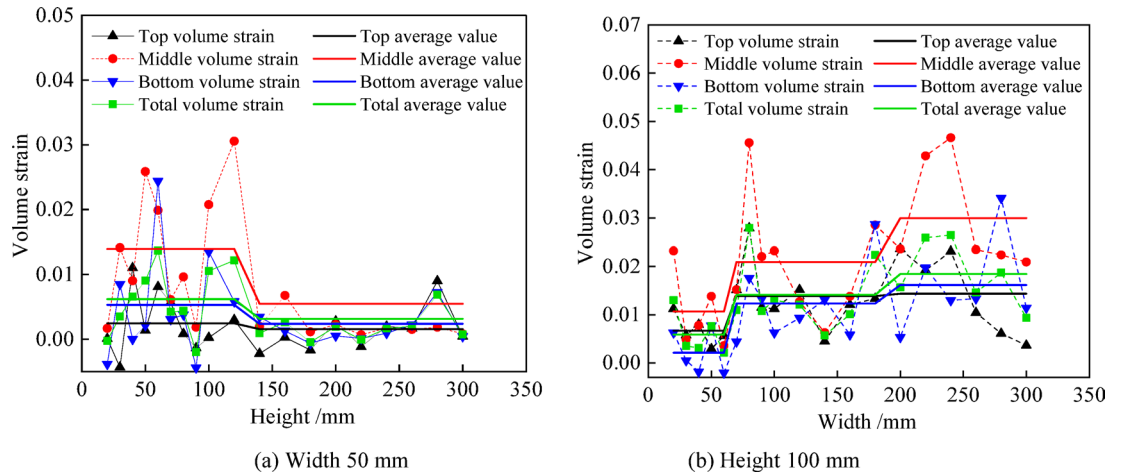 0.05
0.04
0.03
0.02
0.01
0.00
Volume strain
Top volume strain
Middle volume strain
Bottom volume strain
Total volume strain
Top average value
Middle average value
Bottom average value
Total average value
0 50 100 150 200 250 300 350
Height /mm
(a) Width 50 mm
0.07
0.06
0.05
0.04
0.03
0.02
0.01
0.00
Volume strain
Top volume strain
Middle volume strain
Bottom volume strain
Total volume strain
Top average value
Middle average value
Bottom average value
Total average value
0 50 100 150 200 250 300 350
Width /mm
(b) Height 100 mm